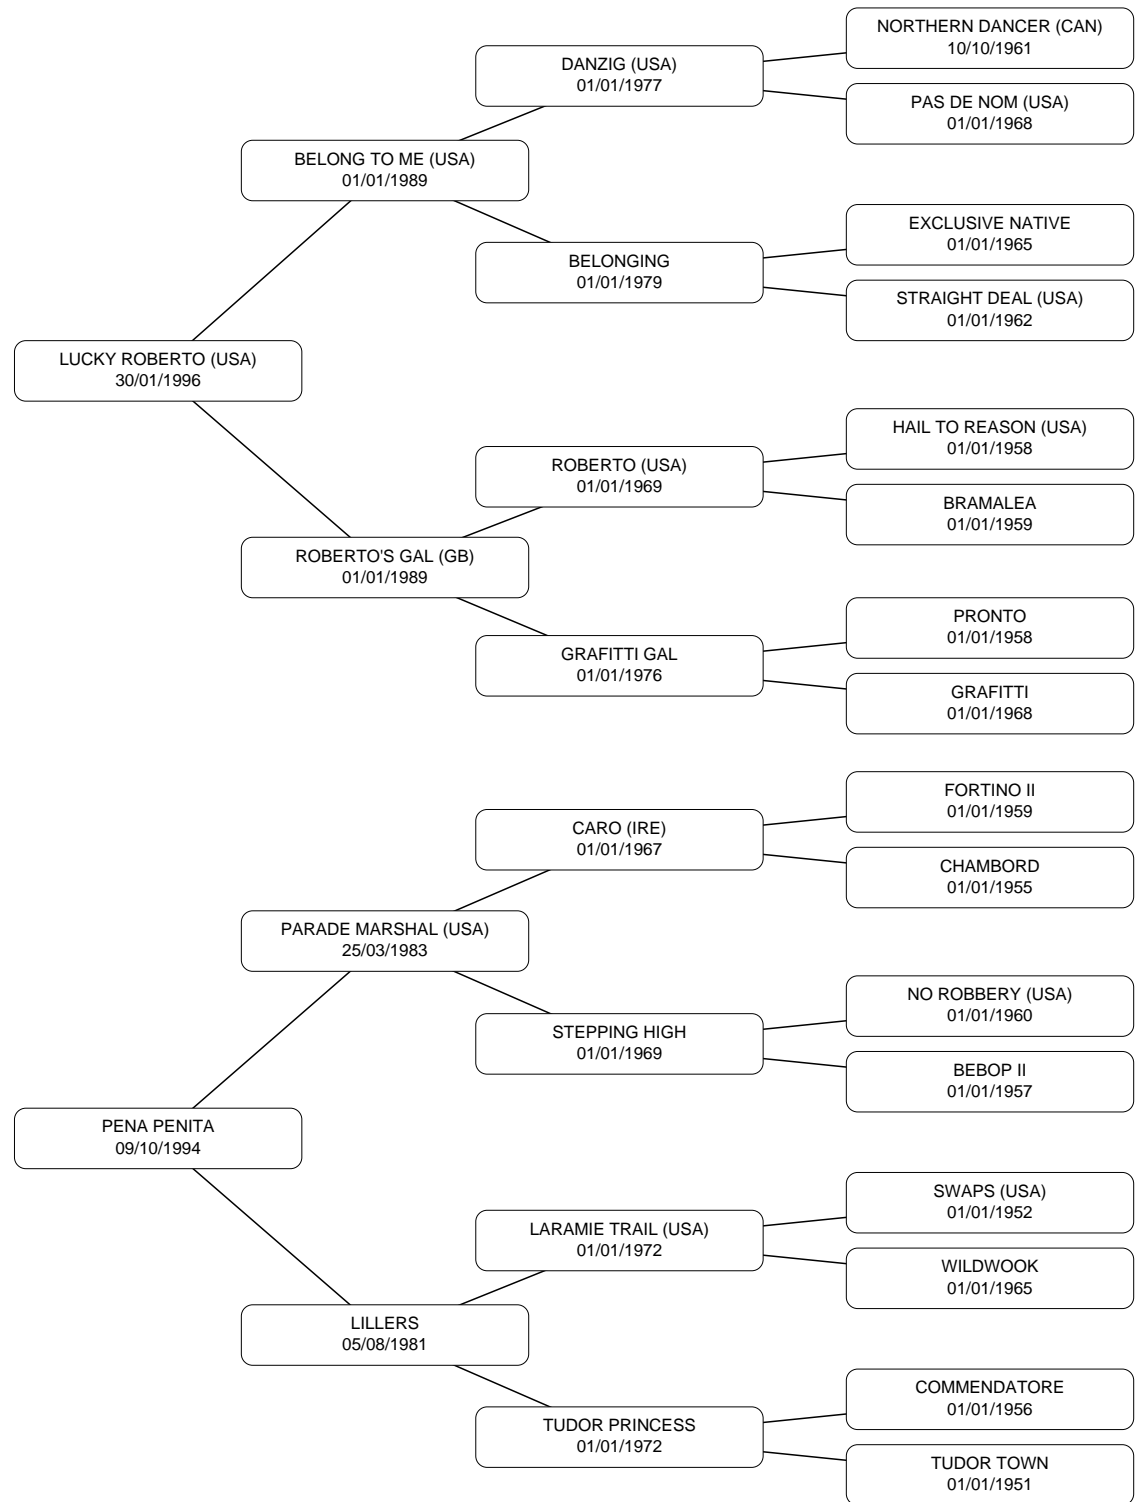 NORTHERN DANCER (CAN)
10/10/1961
DANZIG (USA)
01/01/1977
PAS DE NOM (USA)
01/01/1968
BELONG TO ME (USA)
01/01/1989
EXCLUSIVE NATIVE
01/01/1965
BELONGING
01/01/1979
STRAIGHT DEAL (USA)
01/01/1962
LUCKY ROBERTO (USA)
30/01/1996
HAIL TO REASON (USA)
01/01/1958
ROBERTO (USA)
01/01/1969
BRAMALEA
01/01/1959
ROBERTO'S GAL (GB)
01/01/1989
PRONTO
01/01/1958
GRAFITTI GAL
01/01/1976
GRAFITTI
01/01/1968
FORTINO II
01/01/1959
CARO (IRE)
01/01/1967
CHAMBORD
01/01/1955
PARADE MARSHAL (USA)
25/03/1983
NO ROBBERY (USA)
01/01/1960
STEPPING HIGH
01/01/1969
BEBOP II
01/01/1957
PENA PENITA
09/10/1994
SWAPS (USA)
01/01/1952
LARAMIE TRAIL (USA)
01/01/1972
WILDWOOK
01/01/1965
LILLERS
05/08/1981
COMMENDATORE
01/01/1956
TUDOR PRINCESS
01/01/1972
TUDOR TOWN
01/01/1951